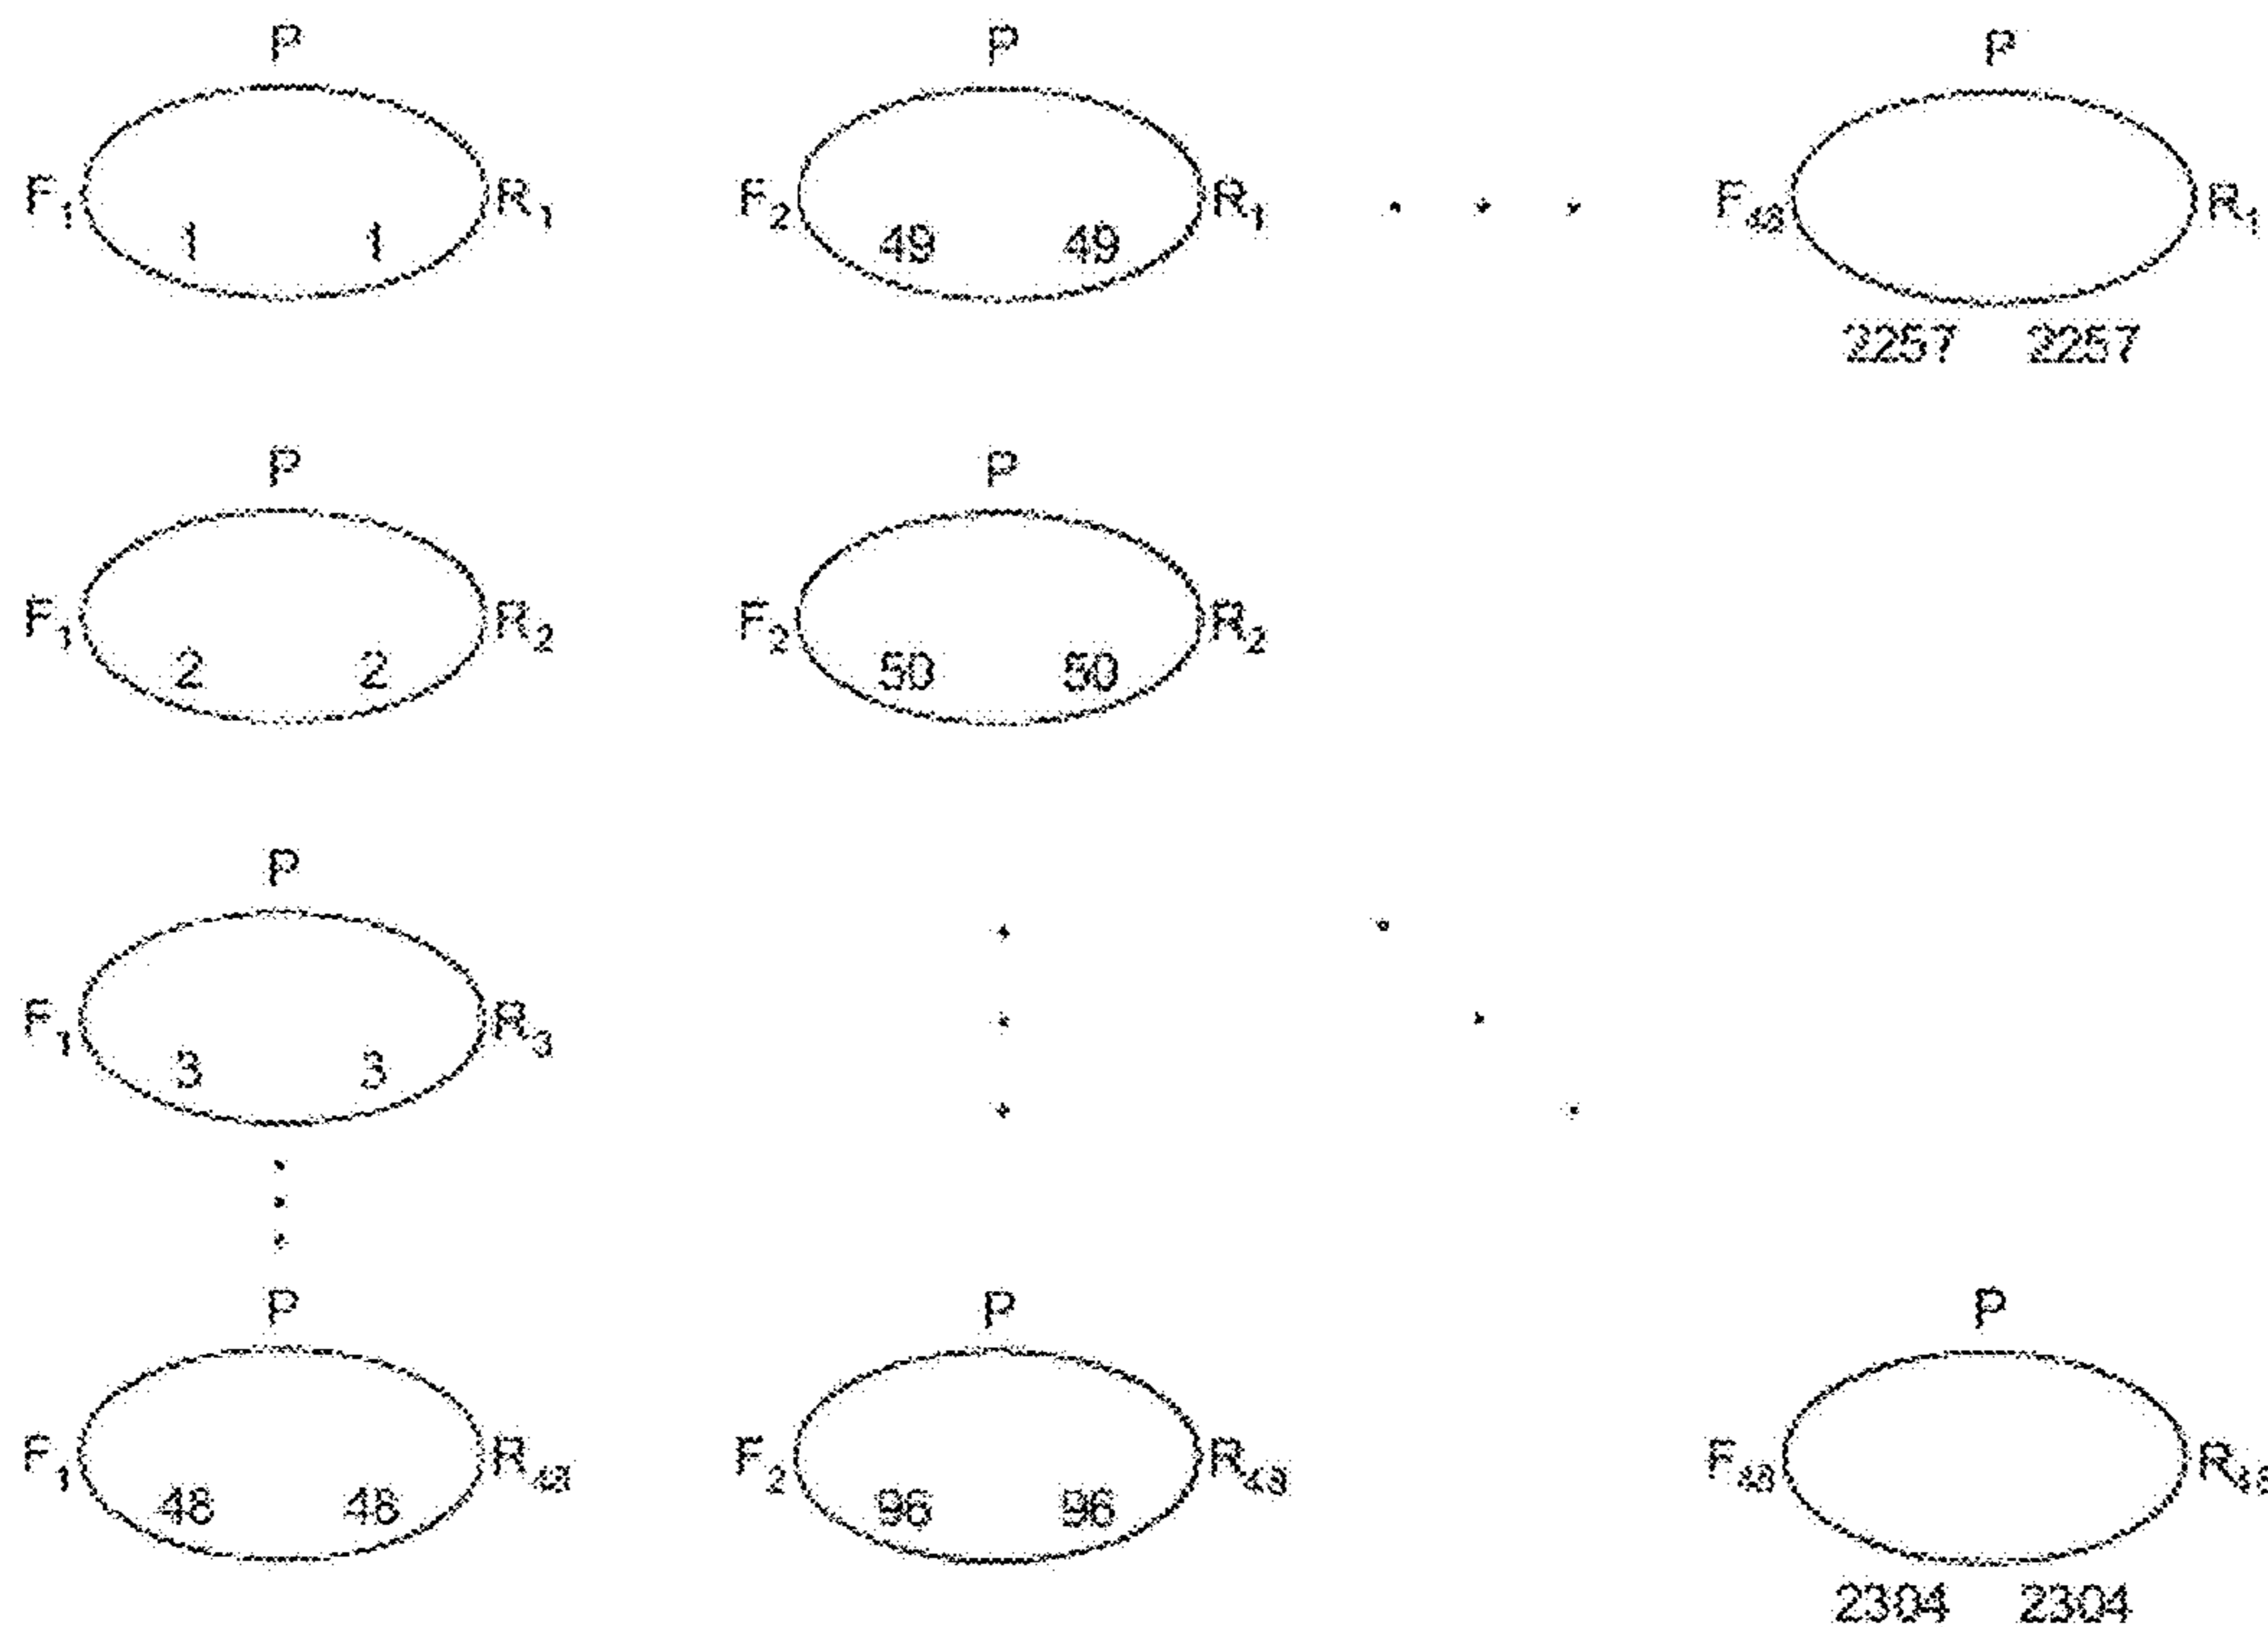 P P P
F1 1 1 R1 F2 49 49 R1 . . . F48 R1
2257 2257
P P
F1 2 2 R2 F2 50 50 R2
P
F1 3 3 R3
P P P
F1 48 48 R48 F2 96 96 R48 F48 R48
2304 2304